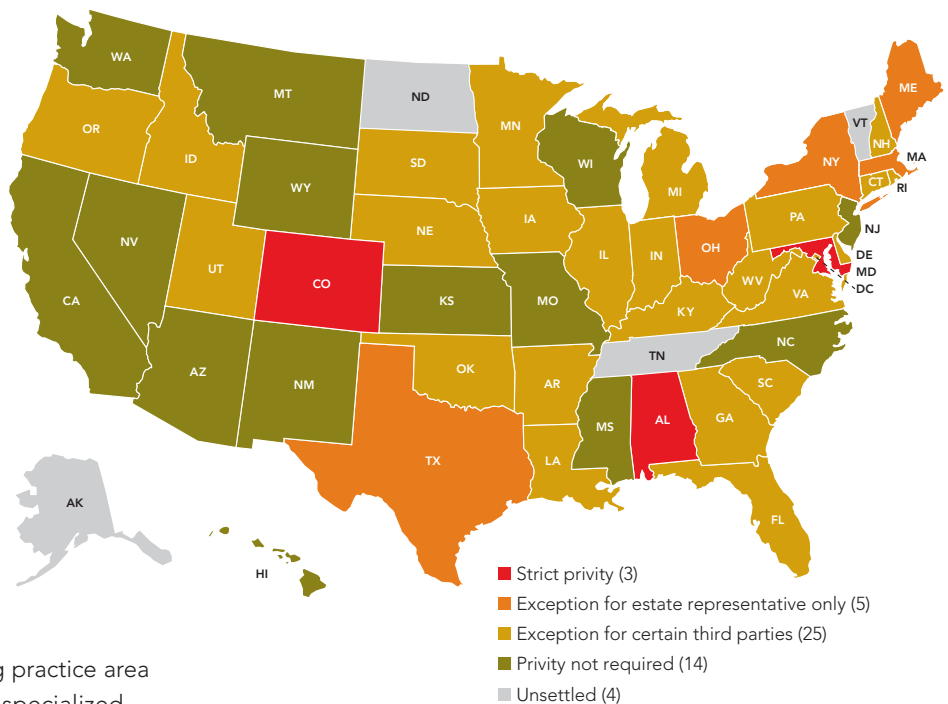 WA
MT
ND
MN
ME
VT
NH
OR
ID
SD
WI
NY
MA
WY
MI
CT
RI
IA
PA
NE
NV
NJ
OH
IL
IN
UT
DE
CO
WV
MD
CA
KS
MO
VA
DC
KY
NC
TN
OK
AZ
NM
AR
SC
MS
AL
GA
TX
LA
AK
FL
HI
Strict privity (3)
Exception for estate representative only (5)
Exception for certain third parties (25)
Privity not required (14)
Unsettled (4)
g practice area
specialized